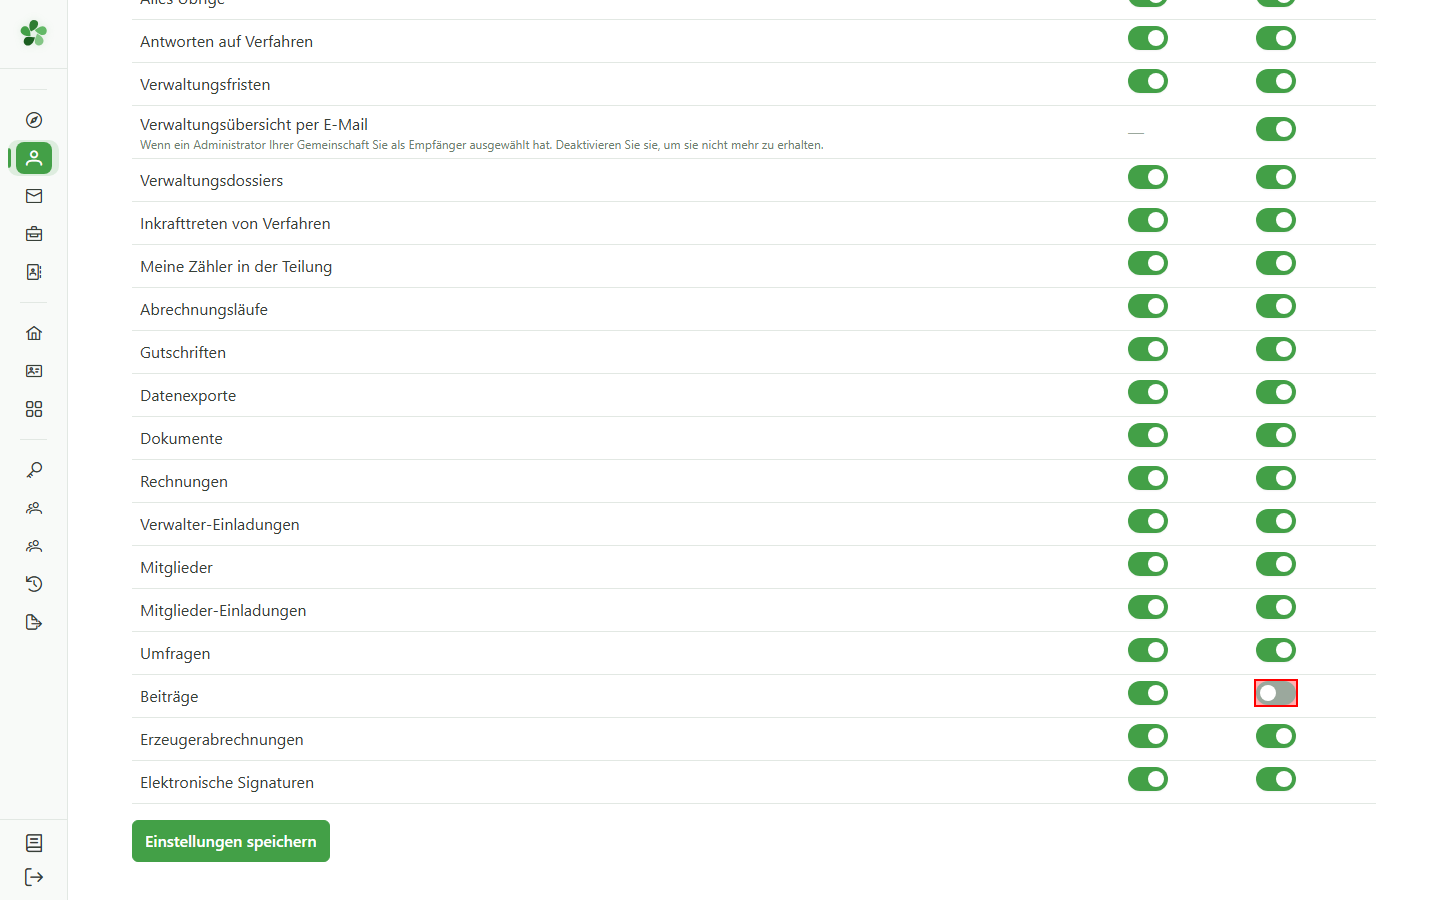 Alles Übrige
Antworten auf Verfahren
Verwaltungsfristen
Verwaltungsübersicht per E-Mail
Wenn ein Administrator Ihrer Gemeinschaft Sie als Empfänger ausgewählt hat. Deaktivieren Sie sie, um sie nicht mehr zu erhalten.
—
Verwaltungsdossiers
Inkrafttreten von Verfahren
Meine Zähler in der Teilung
Abrechnungsläufe
Gutschriften
Datenexporte
Dokumente
Rechnungen
Verwalter-Einladungen
Mitglieder
Mitglieder-Einladungen
Umfragen
Beiträge
Erzeugerabrechnungen
Elektronische Signaturen
Einstellungen speichern